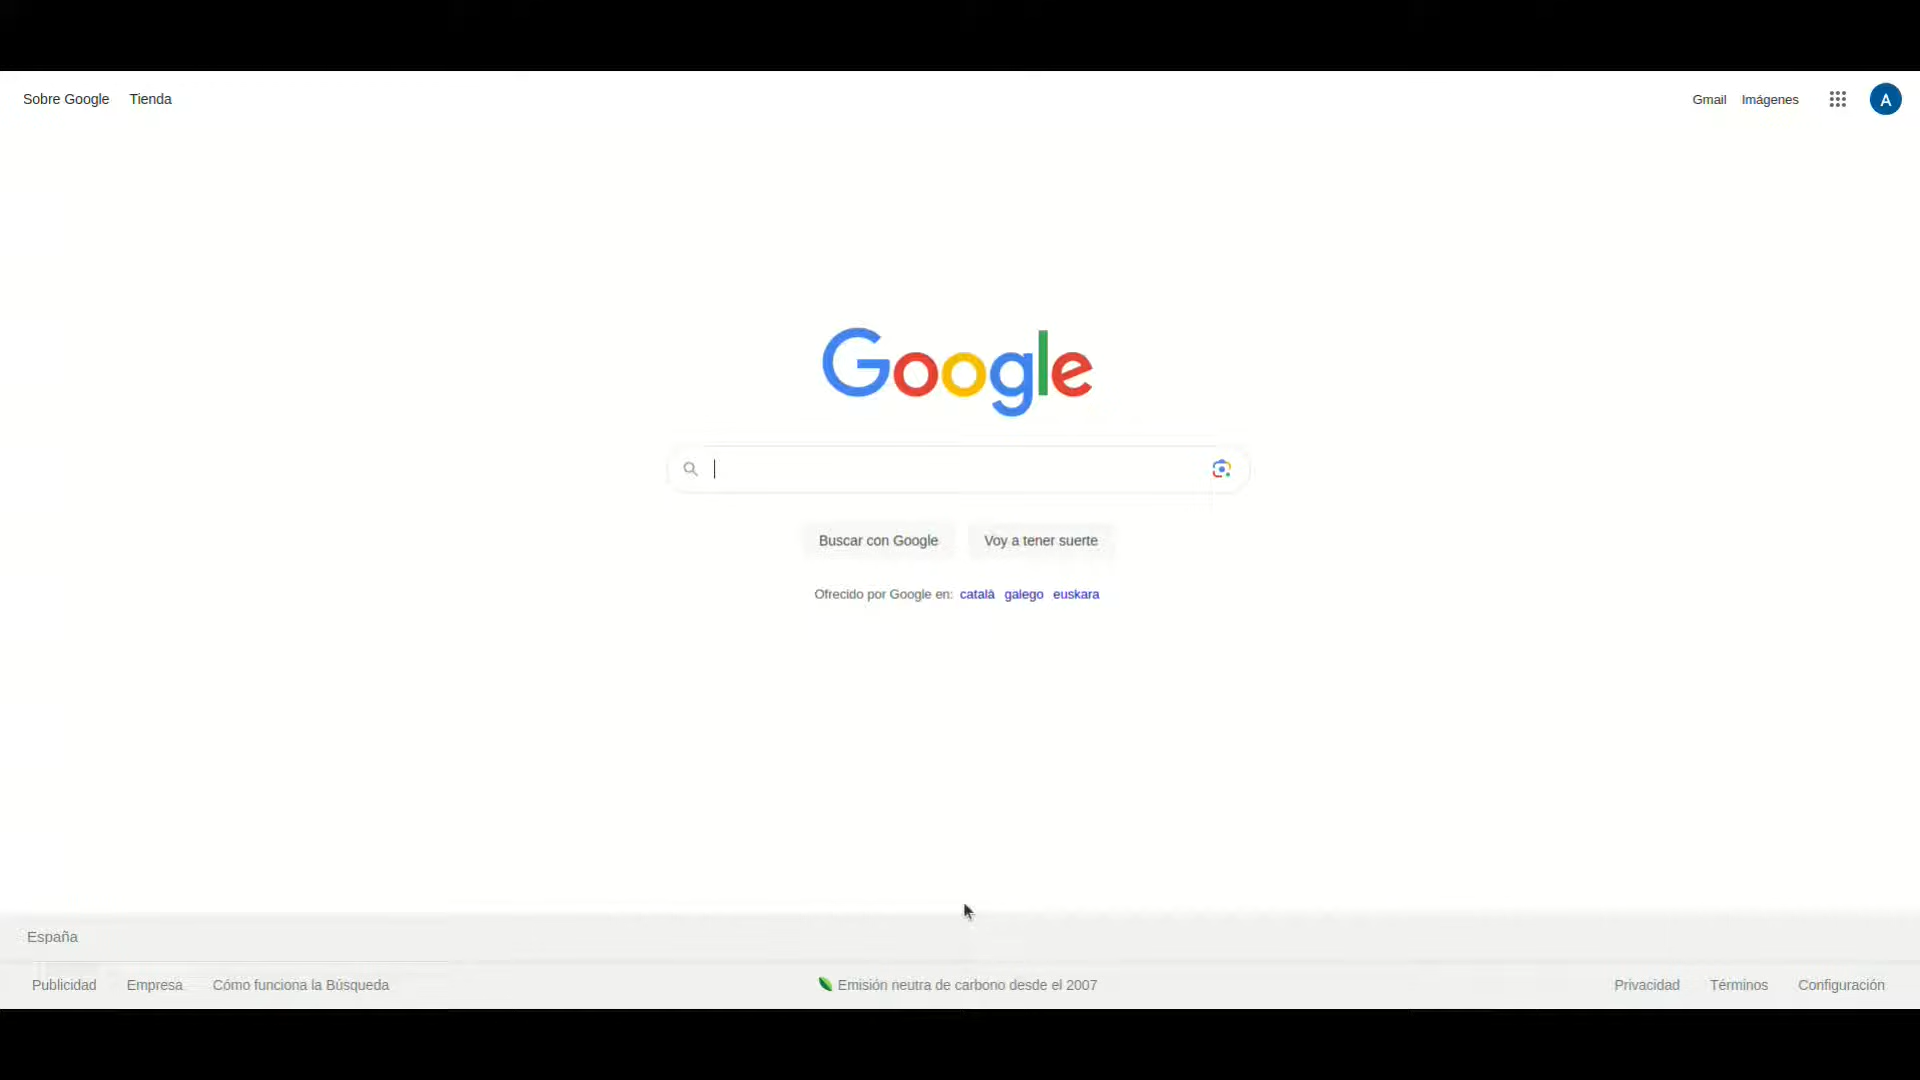 Sobre Google Tienda Gmail Imágenes A
Google
Buscar con Google Voy a tener suerte
Ofrecido por Google en: català galego euskara
España
Publicidad Empresa Cómo funciona la Búsqueda Emisión neutra de carbono desde el 2007 Privacidad Términos Configuración